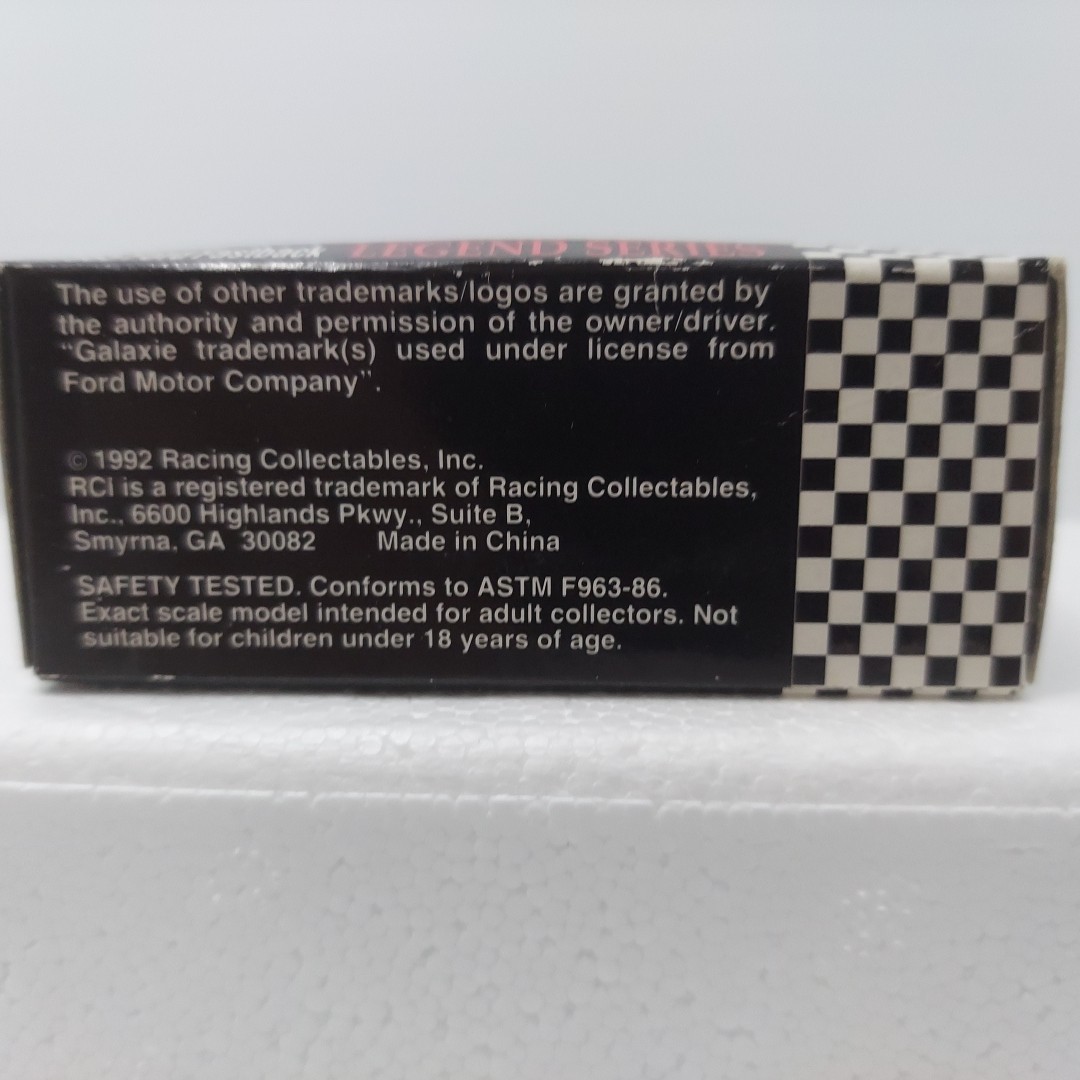 LEGEND SERIES
The use of other trademarks/logos are granted by
the authority and permission of the owner/driver.
"Galaxie trademark(s) used under license from
Ford Motor Company".
© 1992 Racing Collectables, Inc.
RCI is a registered trademark of Racing Collectables,
Inc., 6600 Highlands Pkwy., Suite B,
Smyrna, GA 30082 Made in China
SAFETY TESTED. Conforms to ASTM F963-86.
Exact scale model intended for adult collectors. Not
suitable for children under 18 years of age.